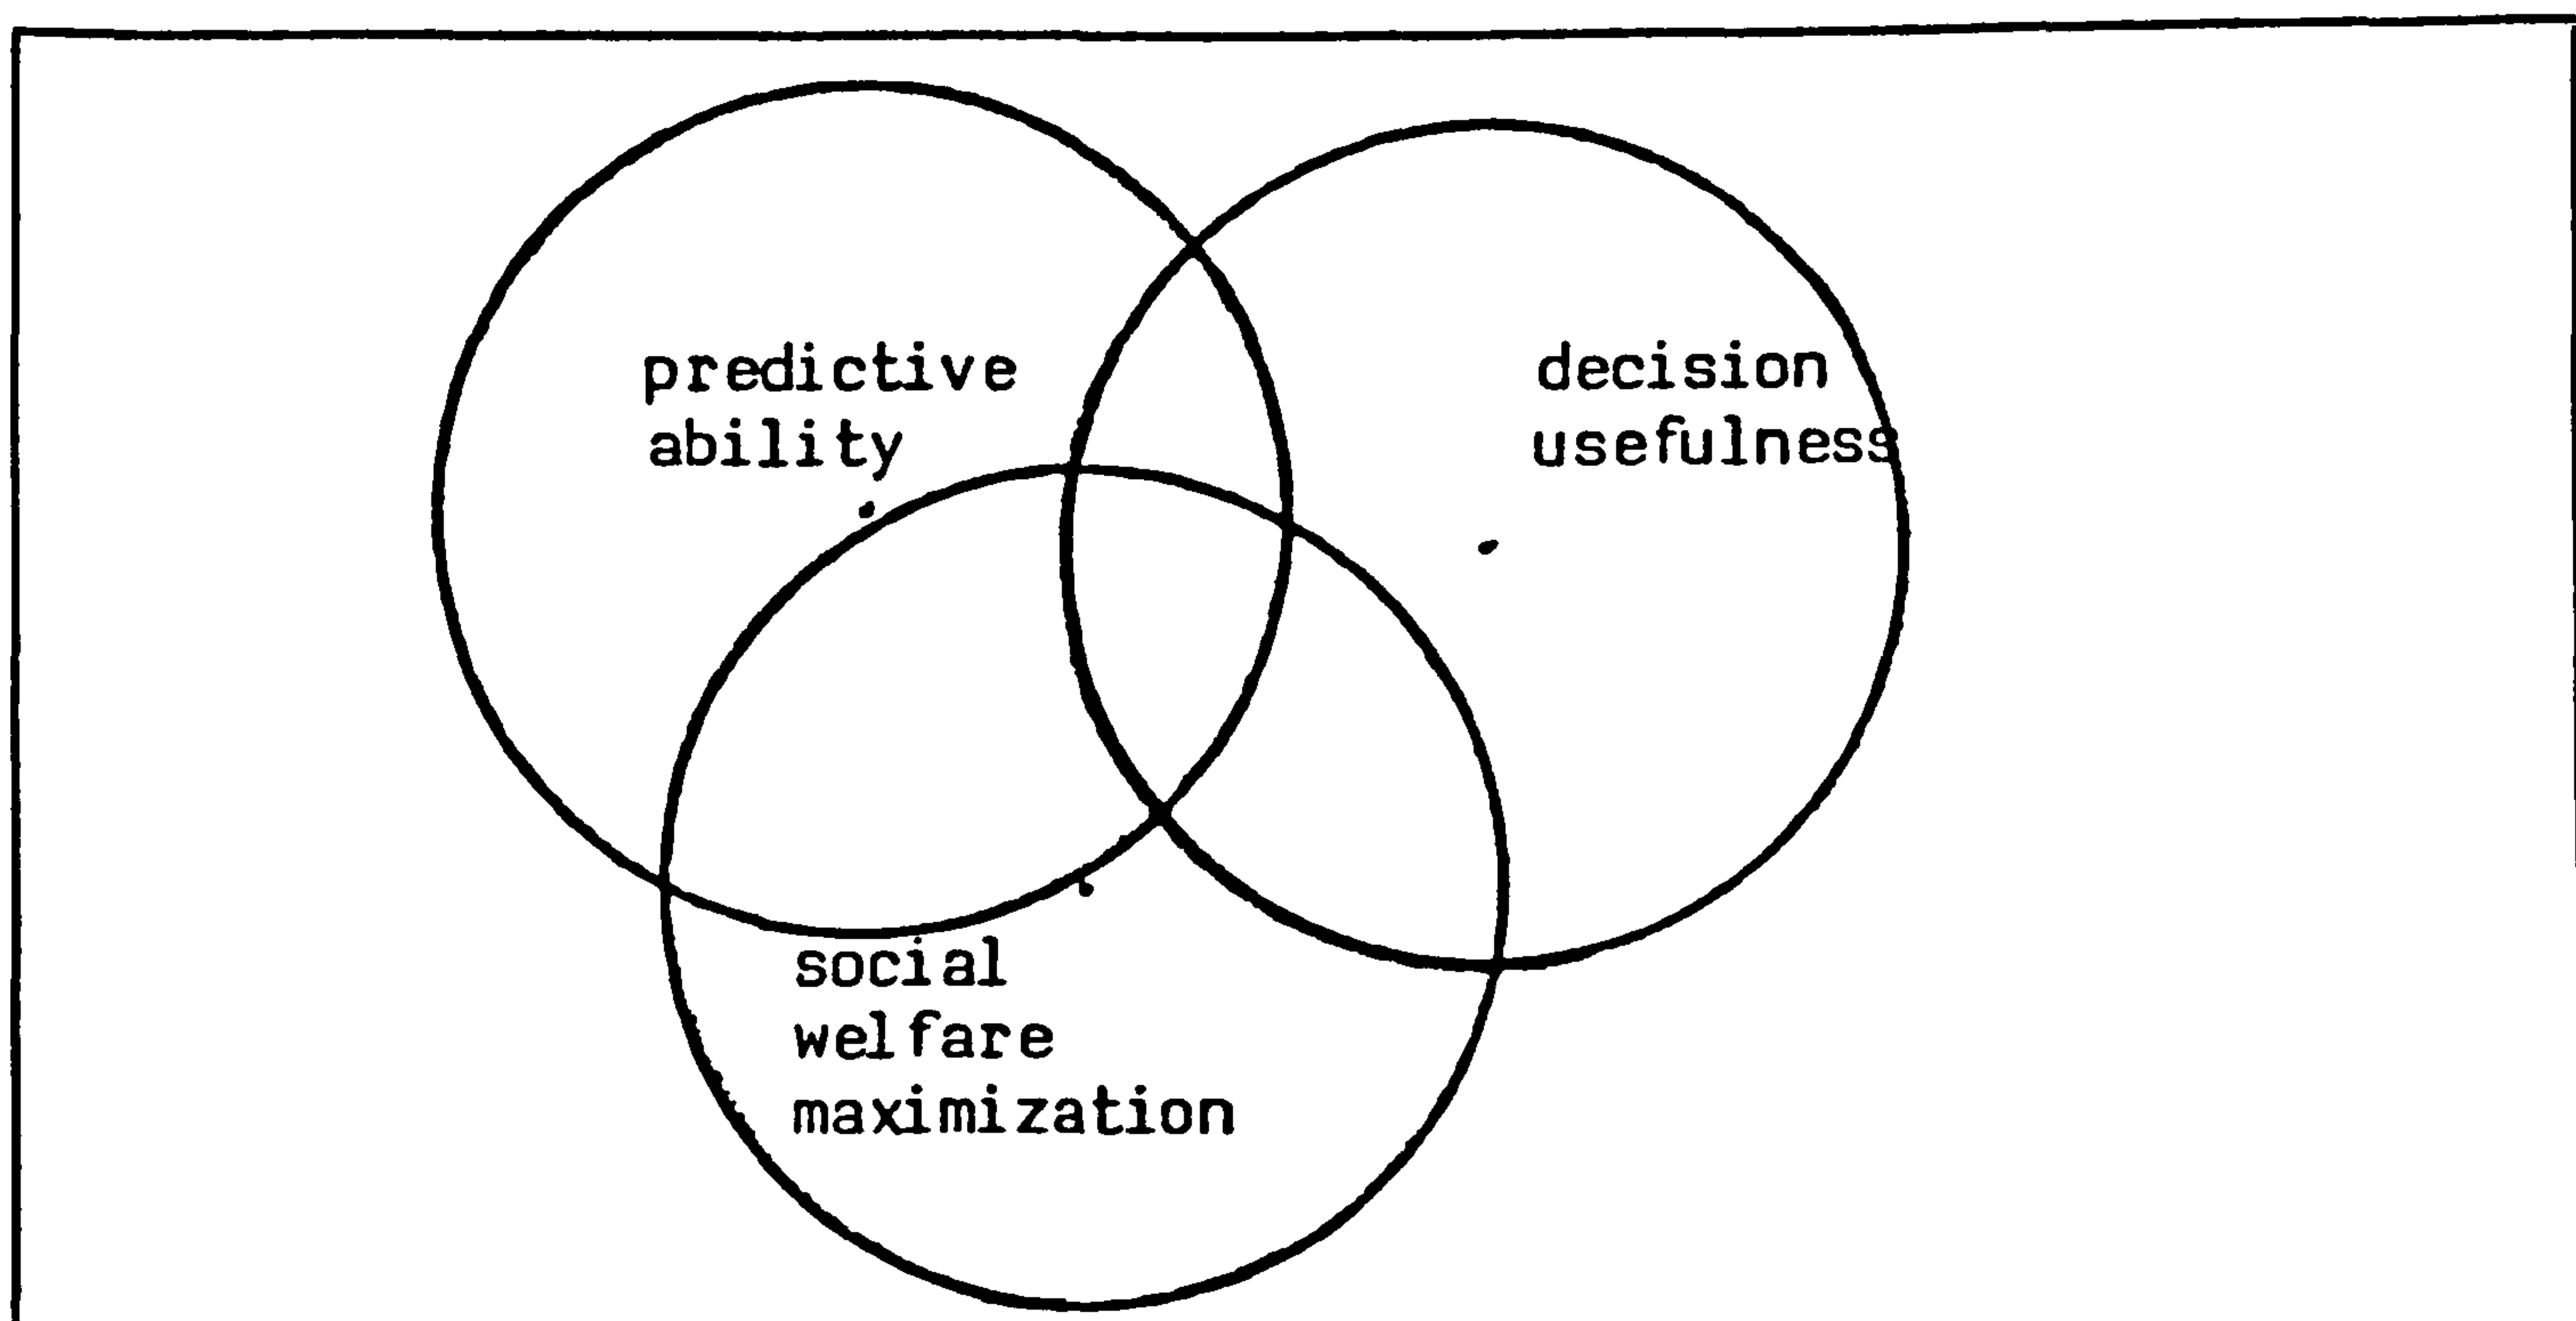 predictive
ability
decision
usefulness
social
welfare
maximization